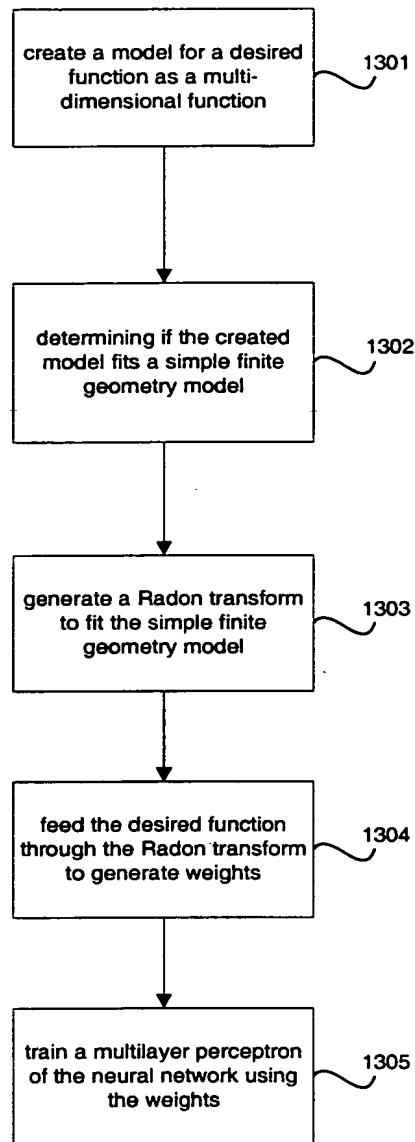 create a model for a desired
function as a multi-
dimensional function
1301
determining if the created
model fits a simple finite
geometry model
1302
generate a Radon transform
to fit the simple finite
geometry model
1303
feed the desired function
through the Radon transform
to generate weights
1304
train a multilayer perceptron
of the neural network using
the weights
1305